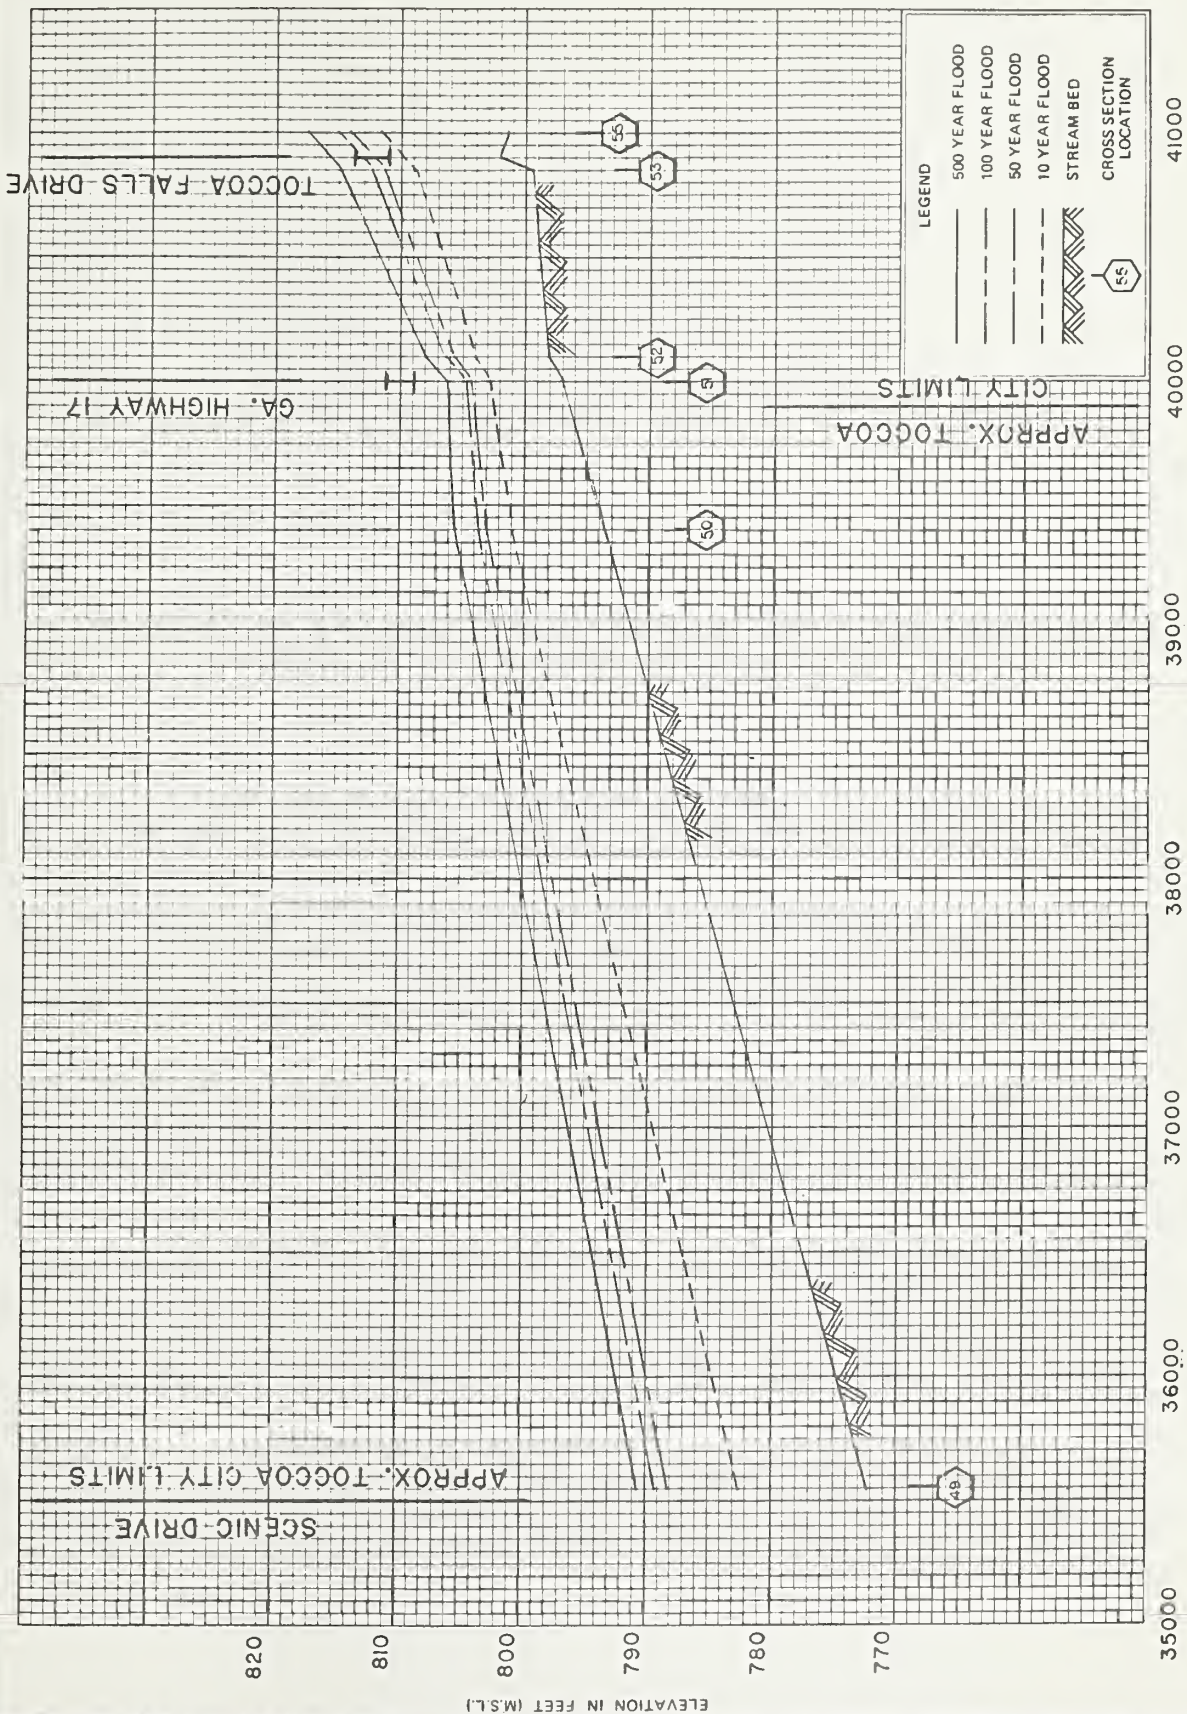 ELEVATION IN FEET (M.S.L.)
820
810
800
790
780
770
35000
36000
37000
38000
39000
40000
41000
SCENIC DRIVE
APPROX. TOCCOA CITY LIMITS
GA. HIGHWAY 17
TOCCOA FALLS DRIVE
APPROX. TOCCOA
CITY LIMITS
49
50
51
52
53
55
LEGEND
500 YEAR FLOOD
100 YEAR FLOOD
50 YEAR FLOOD
10 YEAR FLOOD
STREAM BED
CROSS SECTION
LOCATION
55